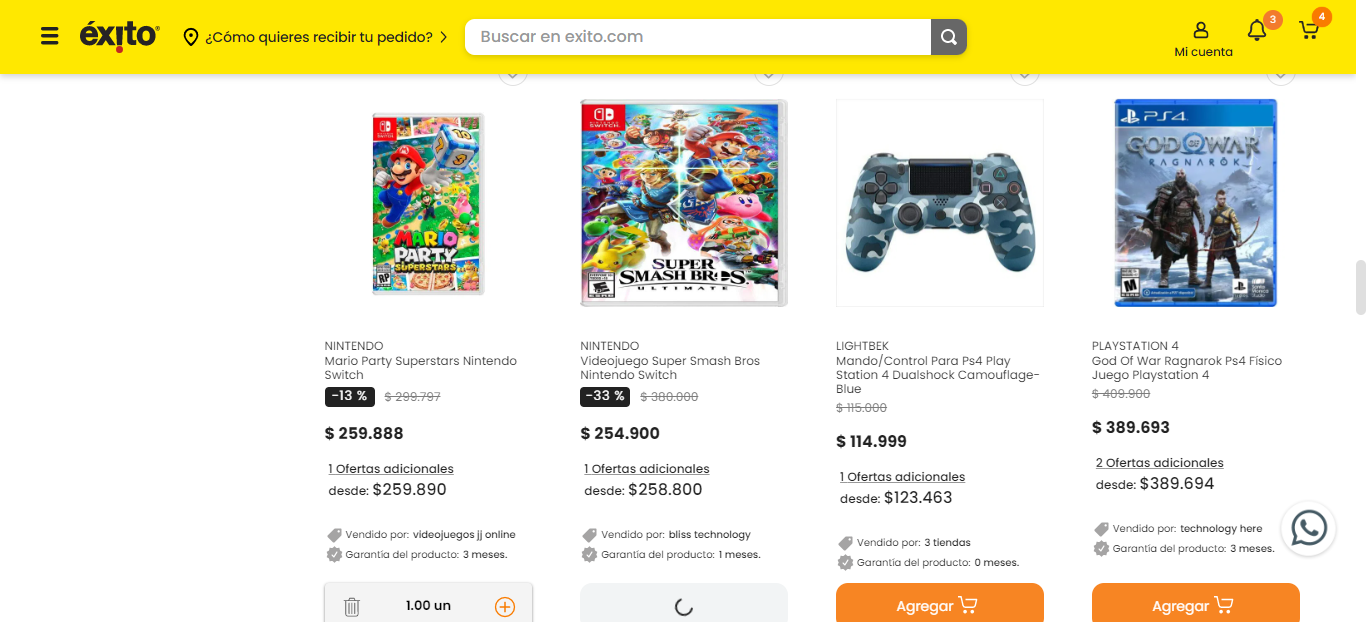 éxito
¿Cómo quieres recibir tu pedido?
Buscar en exito.com
Mi cuenta
3
4
NINTENDO SWITCH
MARIO PARTY
SUPERSTARS
RP
NINTENDO SWITCH
SUPER
SMASH BROS.
ULTIMATE
PS4
GOD OF WAR
RAGNARÖK
M
NINTENDO
Mario Party Superstars Nintendo
Switch
-13 %
$ 299.797
$ 259.888
1 Ofertas adicionales
desde: $259.890
Vendido por: videojuegos jj online
Garantía del producto: 3 meses.
1.00 un
NINTENDO
Videojuego Super Smash Bros
Nintendo Switch
-33 %
$ 380.000
$ 254.900
1 Ofertas adicionales
desde: $258.800
Vendido por: bliss technology
Garantía del producto: 1 meses.
LIGHTBEK
Mando/Control Para Ps4 Play
Station 4 Dualshock Camouflage-
Blue
$ 115.000
$ 114.999
1 Ofertas adicionales
desde: $123.463
Vendido por: 3 tiendas
Garantía del producto: 0 meses.
Agregar
PLAYSTATION 4
God Of War Ragnarok Ps4 Físico
Juego Playstation 4
$ 409.900
$ 389.693
2 Ofertas adicionales
desde: $389.694
Vendido por: technology here
Garantía del producto: 3 meses.
Agregar